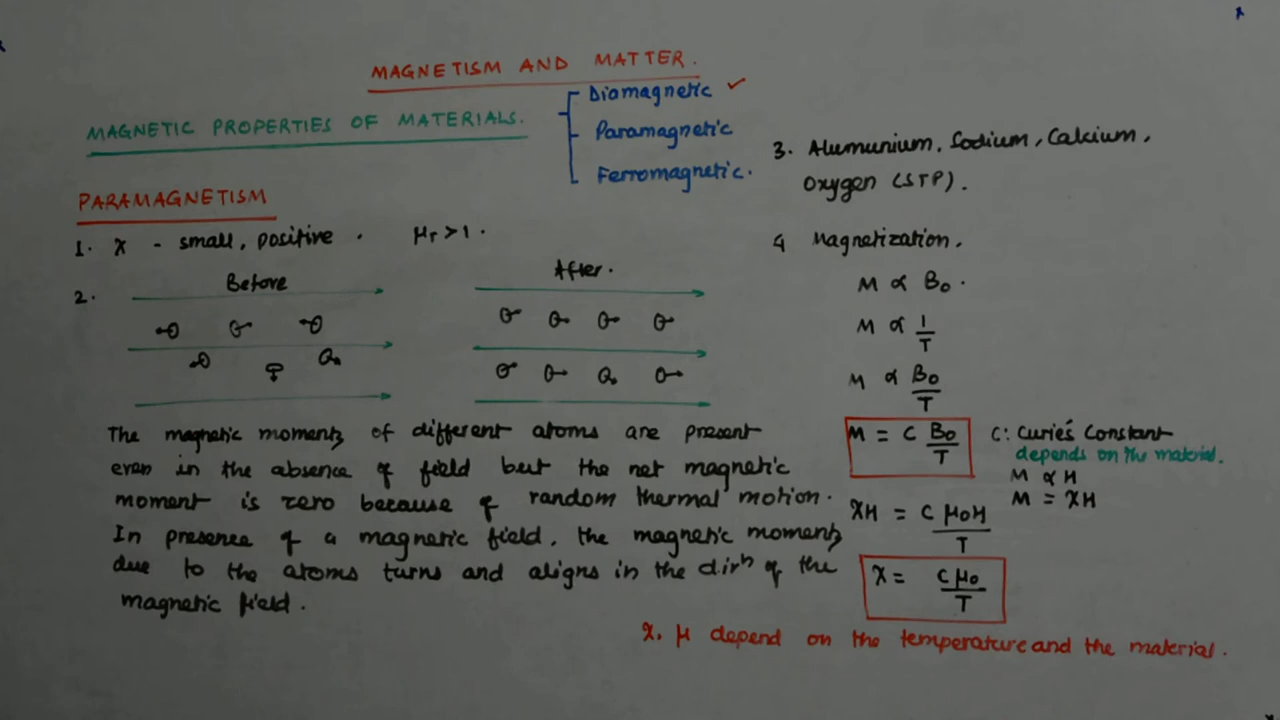 MAGNETISM AND MATTER.
MAGNETIC PROPERTIES OF MATERIALS.
Diamagnetic ✓
Paramagnetic
Ferromagnetic.
PARAMAGNETISM
1. χ - small, positive . μr > 1.
2. Before After.
The magnetic moments of different atoms are present
even in the absence of field but the net magnetic
moment is zero because of random thermal motion.
In presence of a magnetic field, the magnetic moments
due to the atoms turns and aligns in the dirn of the
magnetic field.
3. Alumunium, Sodium, Calcium,
Oxygen (STP).
4 Magnetization.
M ∝ B0.
M ∝ 1/T
M ∝ B0/T
M = C B0/T C: Curie's Constant
depends on the material.
M ∝ H
M = χH
χH = C μ0H/T
χ = Cμ0/T
χ, μ depend on the temperature and the material.